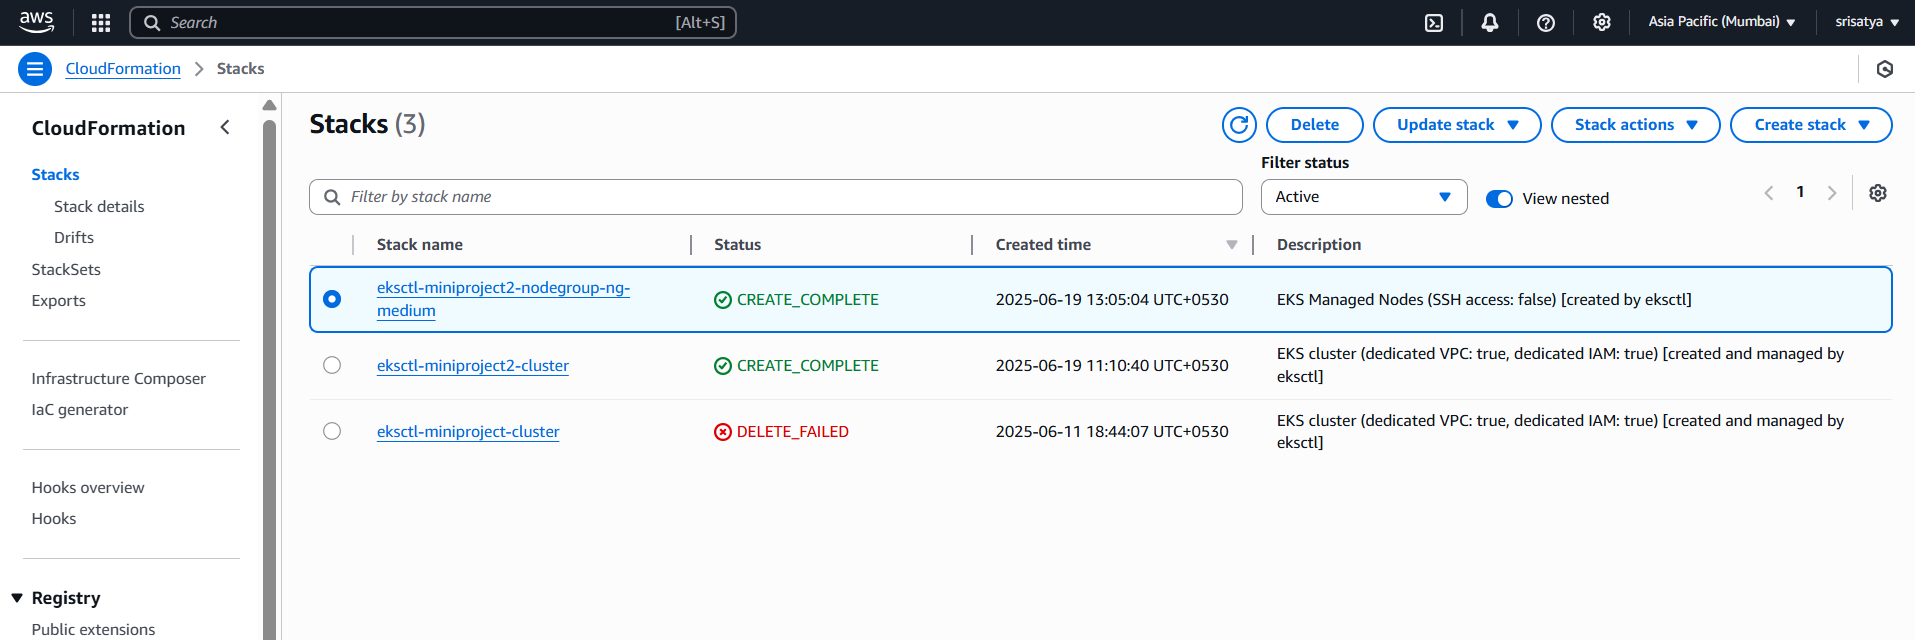 aws
Search [Alt+S]
Asia Pacific (Mumbai)
srisatya
CloudFormation
Stacks
CloudFormation
Stacks
Stack details
Drifts
StackSets
Exports
Infrastructure Composer
IaC generator
Hooks overview
Hooks
Registry
Public extensions
Stacks (3)
Delete
Update stack
Stack actions
Create stack
Filter status
Filter by stack name
Active
View nested
1
Stack name Status Created time Description
eksctl-miniproject2-nodegroup-ng-
medium
CREATE_COMPLETE
2025-06-19 13:05:04 UTC+0530
EKS Managed Nodes (SSH access: false) [created by eksctl]
eksctl-miniproject2-cluster
CREATE_COMPLETE
2025-06-19 11:10:40 UTC+0530
EKS cluster (dedicated VPC: true, dedicated IAM: true) [created and managed by
eksctl]
eksctl-miniproject-cluster
DELETE_FAILED
2025-06-11 18:44:07 UTC+0530
EKS cluster (dedicated VPC: true, dedicated IAM: true) [created and managed by
eksctl]